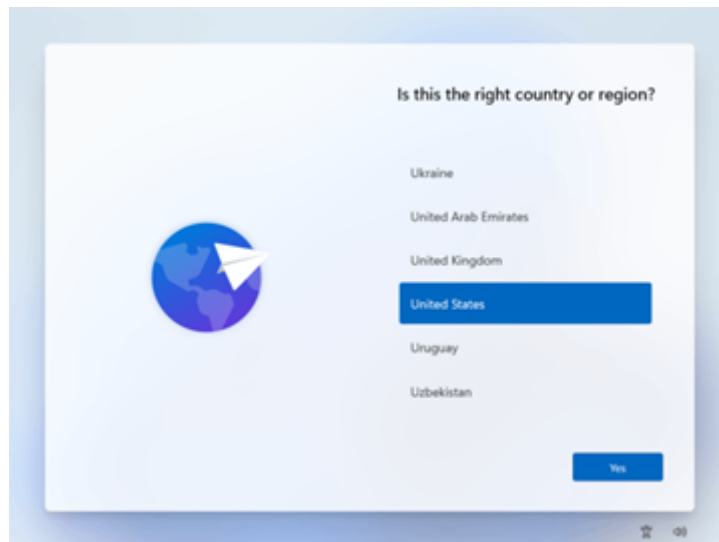 Is this the right country or region?
Ukraine
United Arab Emirates
United Kingdom
United States
Uruguay
Uzbekistan
Yes